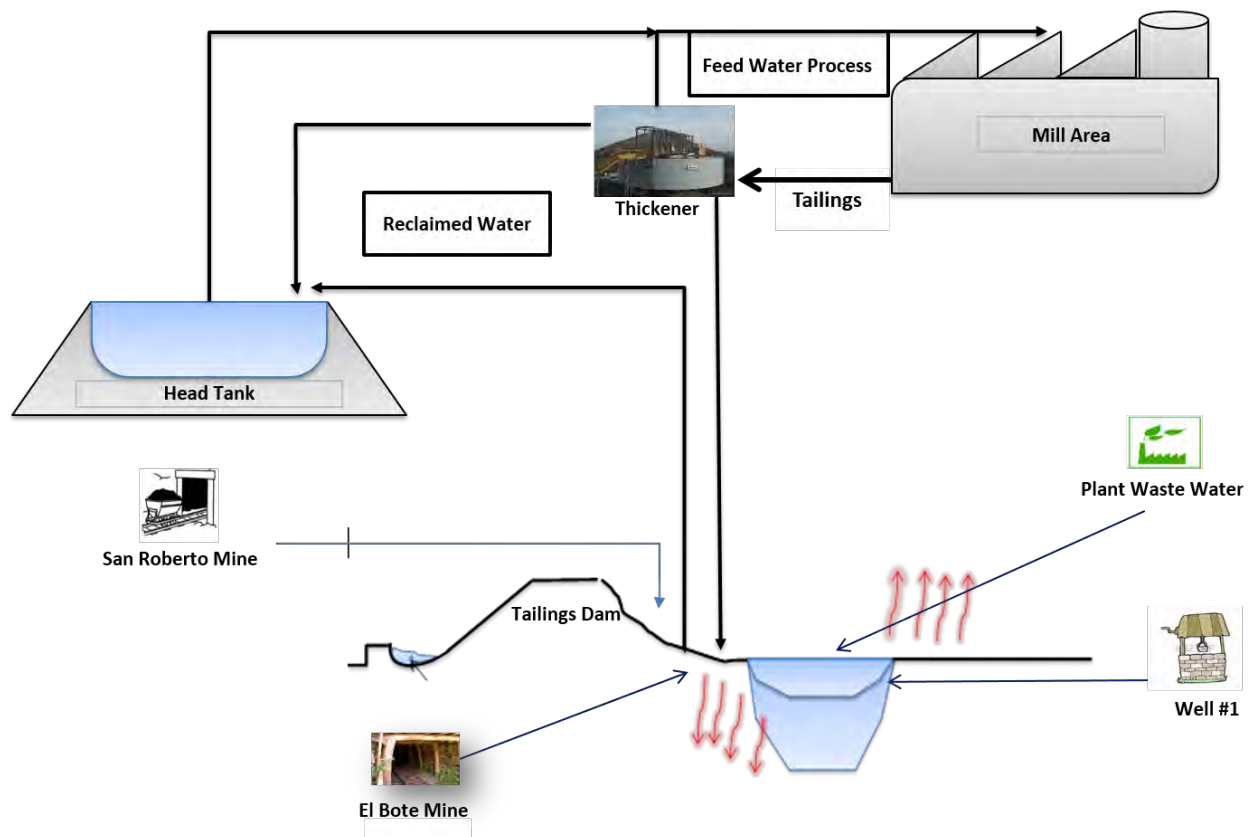 Feed Water Process
Mill Area
Thickener
Tailings
Reclaimed Water
Head Tank
Plant Waste Water
San Roberto Mine
Tailings Dam
Well #1
El Bote Mine